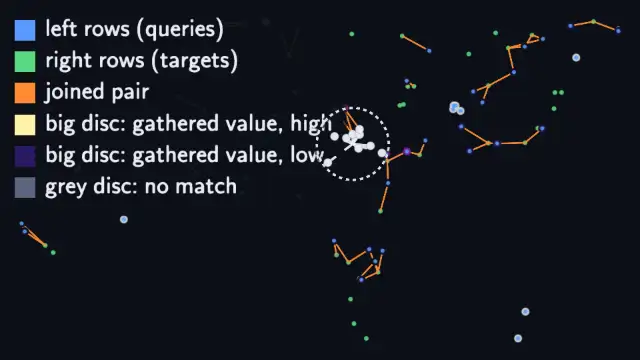 left rows (queries)
right rows (targets)
joined pair
big disc: gathered value, high
big disc: gathered value, low
grey disc: no match